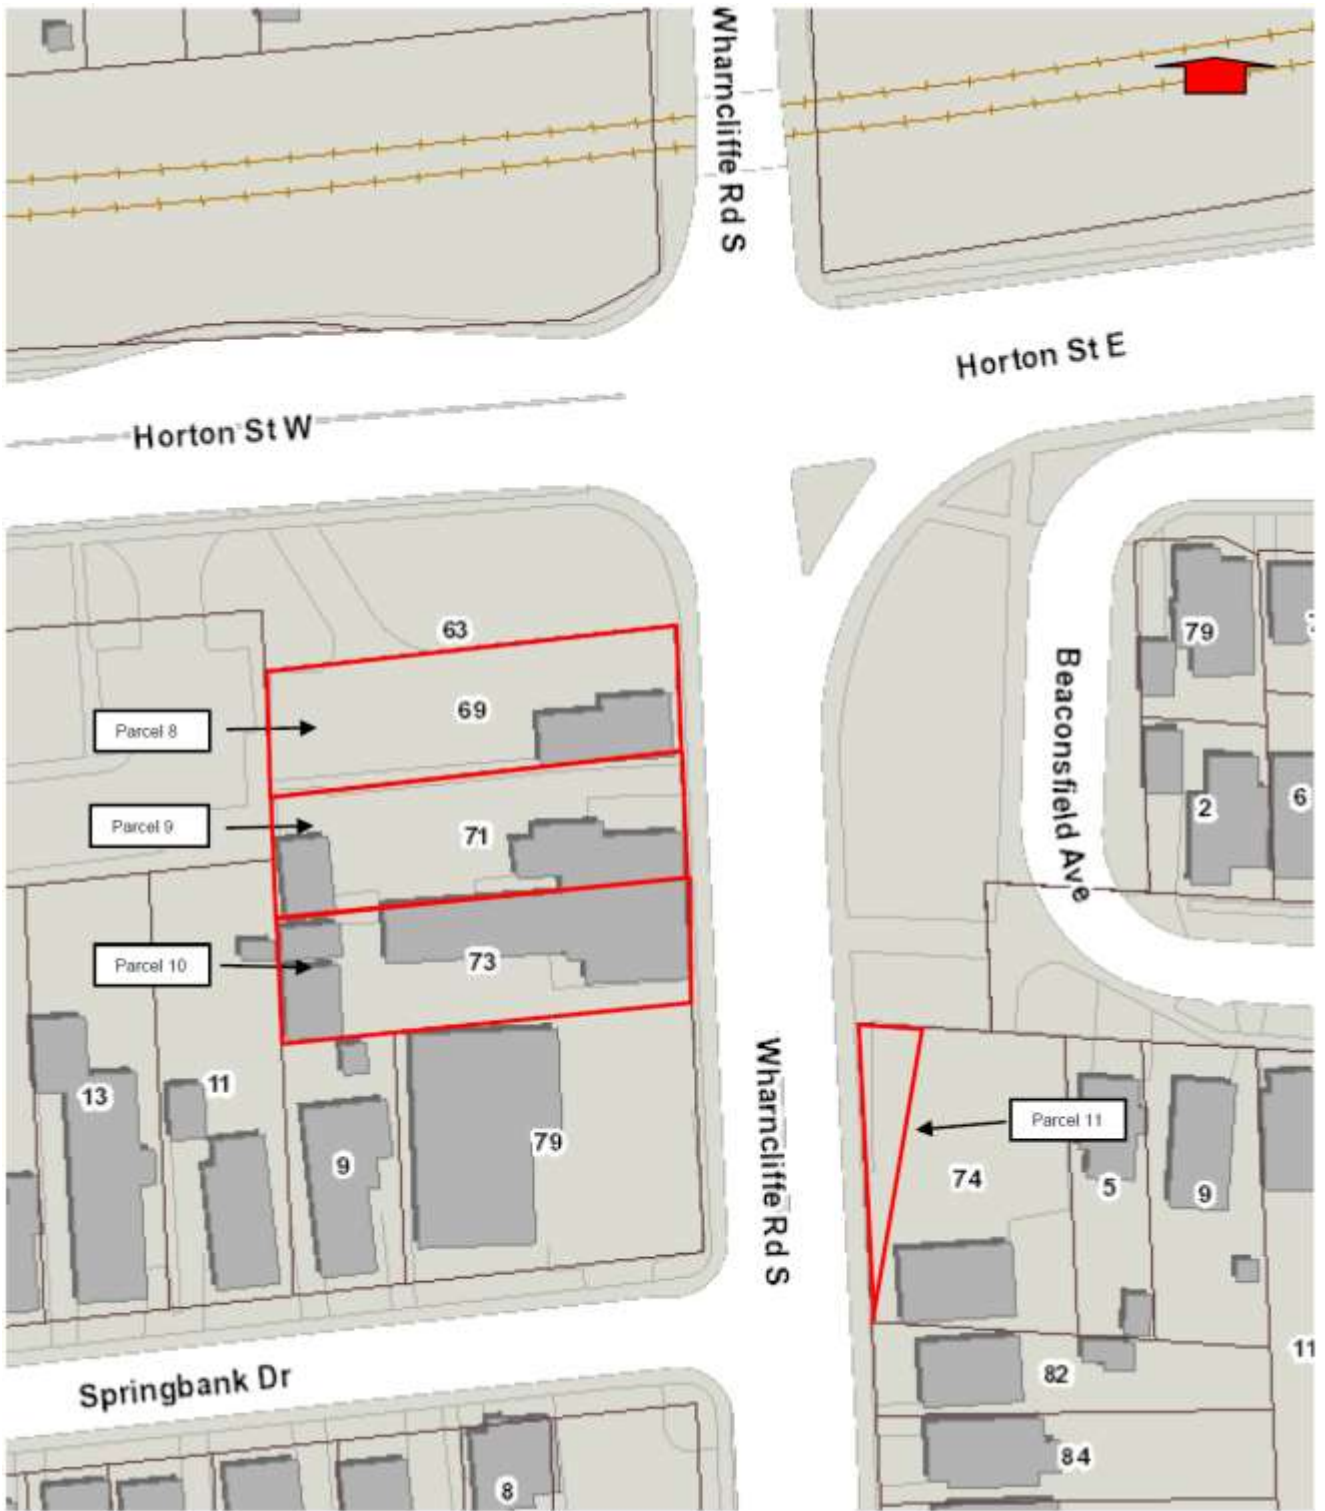 Wharncliffe Rd S
Horton St E
Horton St W
63
69
Parcel 8
79
Beaconsfield Ave
2
6
Parcel 9
71
Parcel 10
73
13
11
9
79
Wharncliffe Rd S
Parcel 11
74
5
9
Springbank Dr
82
11
84
8